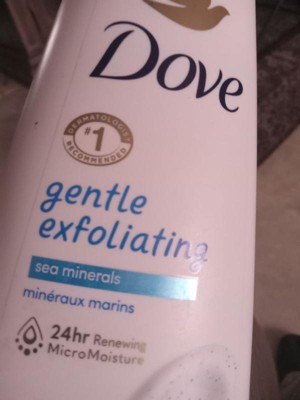 Dove
DERMATOLOGIST
#1
RECOMMENDED
gentle
exfoliating
sea minerals
minéraux marins
24hr Renewing
MicroMoisture